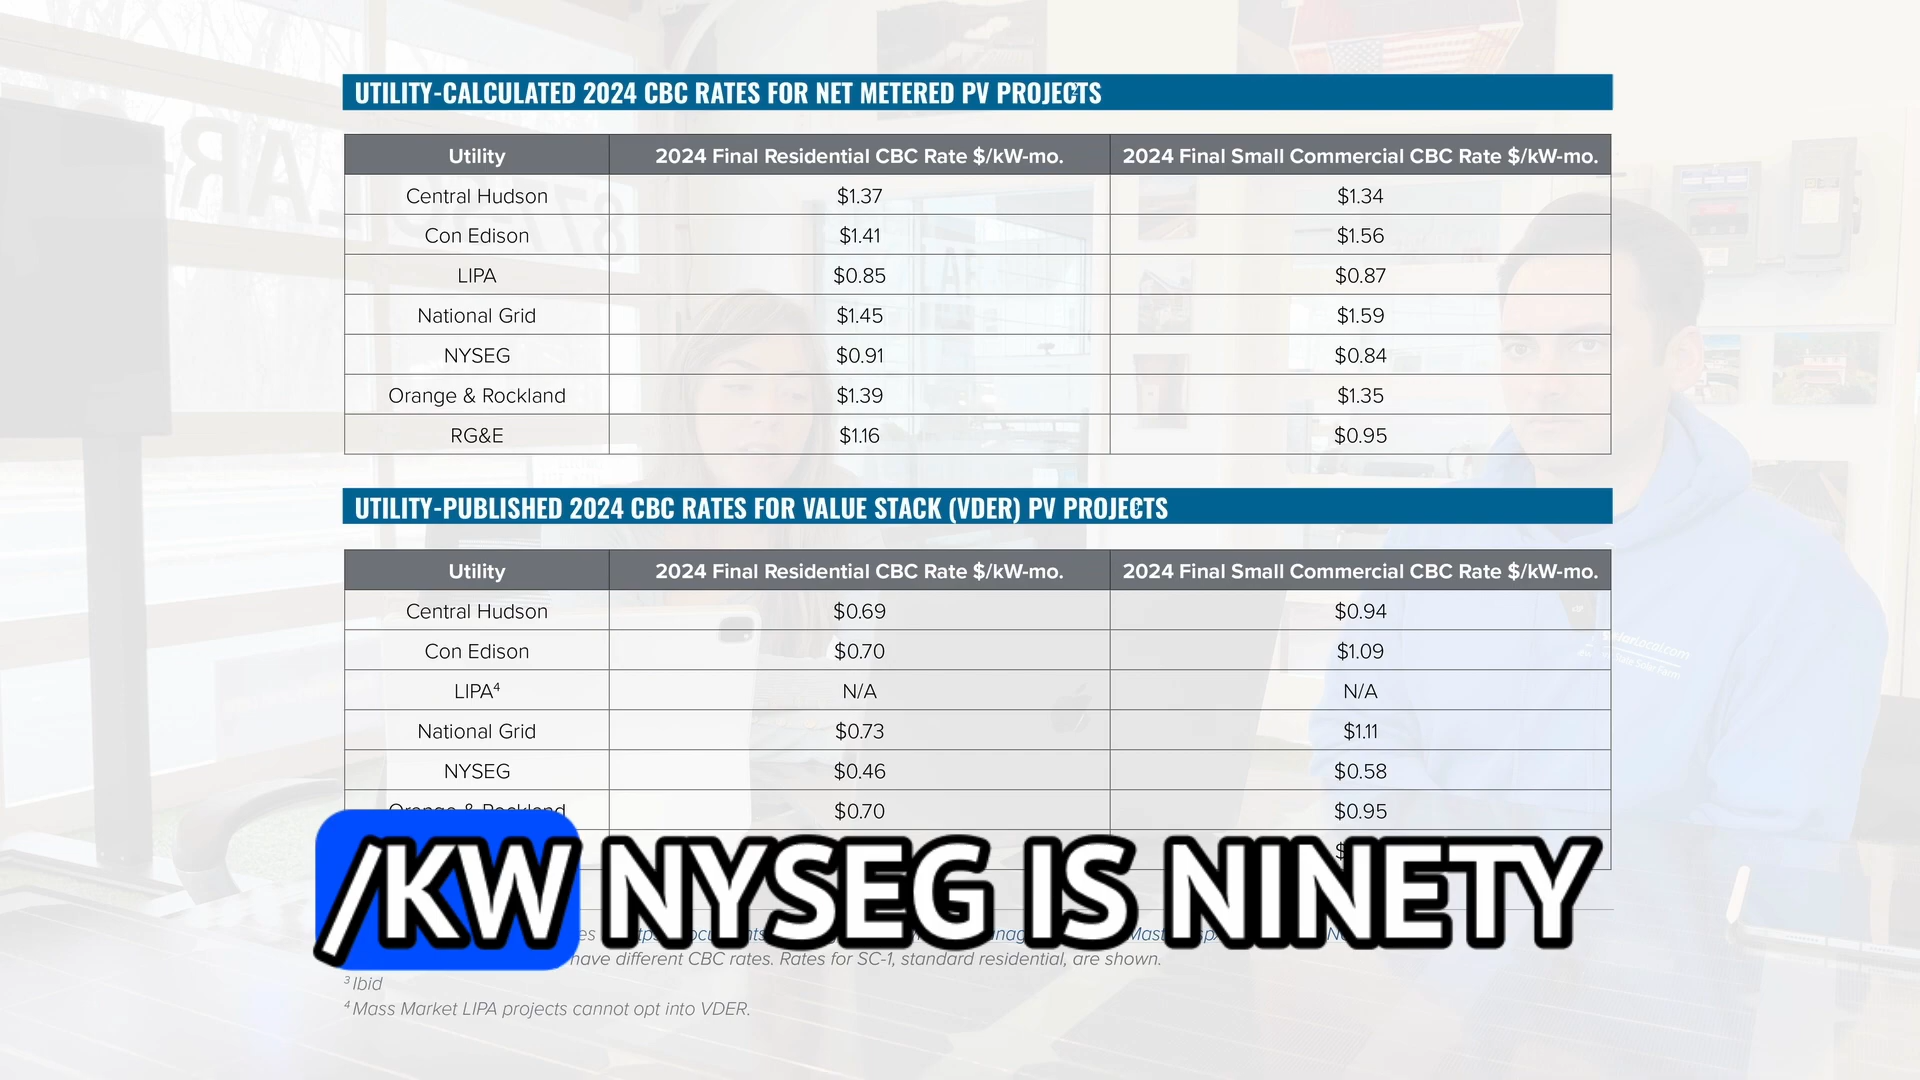 UTILITY-CALCULATED 2024 CBC RATES FOR NET METERED PV PROJECTS
Utility 2024 Final Residential CBC Rate $/kW-mo. 2024 Final Small Commercial CBC Rate $/kW-mo.
Central Hudson $1.37 $1.34
Con Edison $1.41 $1.56
LIPA $0.85 $0.87
National Grid $1.45 $1.59
NYSEG $0.91 $0.84
Orange & Rockland $1.39 $1.35
RG&E $1.16 $0.95
UTILITY-PUBLISHED 2024 CBC RATES FOR VALUE STACK (VDER) PV PROJECTS
Utility 2024 Final Residential CBC Rate $/kW-mo. 2024 Final Small Commercial CBC Rate $/kW-mo.
Central Hudson $0.69 $0.94
Con Edison $0.70 $1.09
LIPA⁴ N/A N/A
National Grid $0.73 $1.11
NYSEG $0.46 $0.58
Orange & Rockland $0.70 $0.95
/KW NYSEG IS NINETY
have different CBC rates. Rates for SC-1, standard residential, are shown.
³ Ibid
⁴ Mass Market LIPA projects cannot opt into VDER.